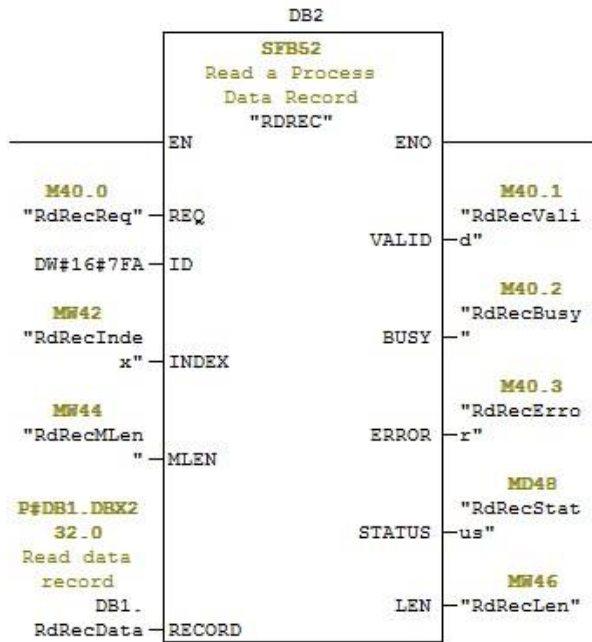 DB2
SFB52
Read a Process
Data Record
"RDREC"
EN ENO
M40.0
"RdRecReq" REQ
M40.1
"RdRecVali
VALID d"
DW#16#7FA ID
M40.2
"RdRecBusy
BUSY "
MW42
"RdRecInde
x" INDEX
M40.3
"RdRecErro
ERROR r"
MW44
"RdRecMLen
" MLEN
MD48
"RdRecStat
STATUS us"
P#DB1.DBX2
32.0
Read data
record
DB1.
RdRecData RECORD
MW46
LEN "RdRecLen"